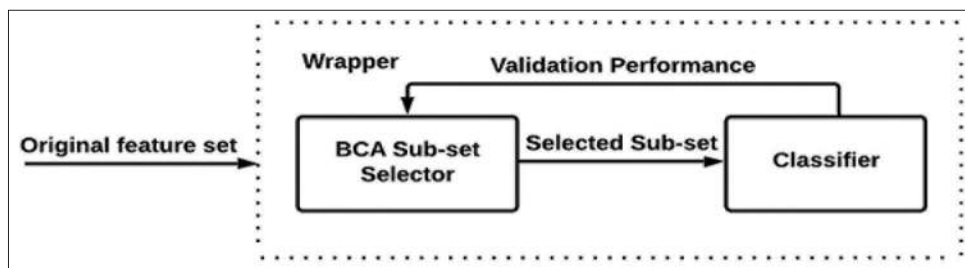 Wrapper
Validation Performance
Original feature set
BCA Sub-set
Selector
Selected Sub-set
Classifier